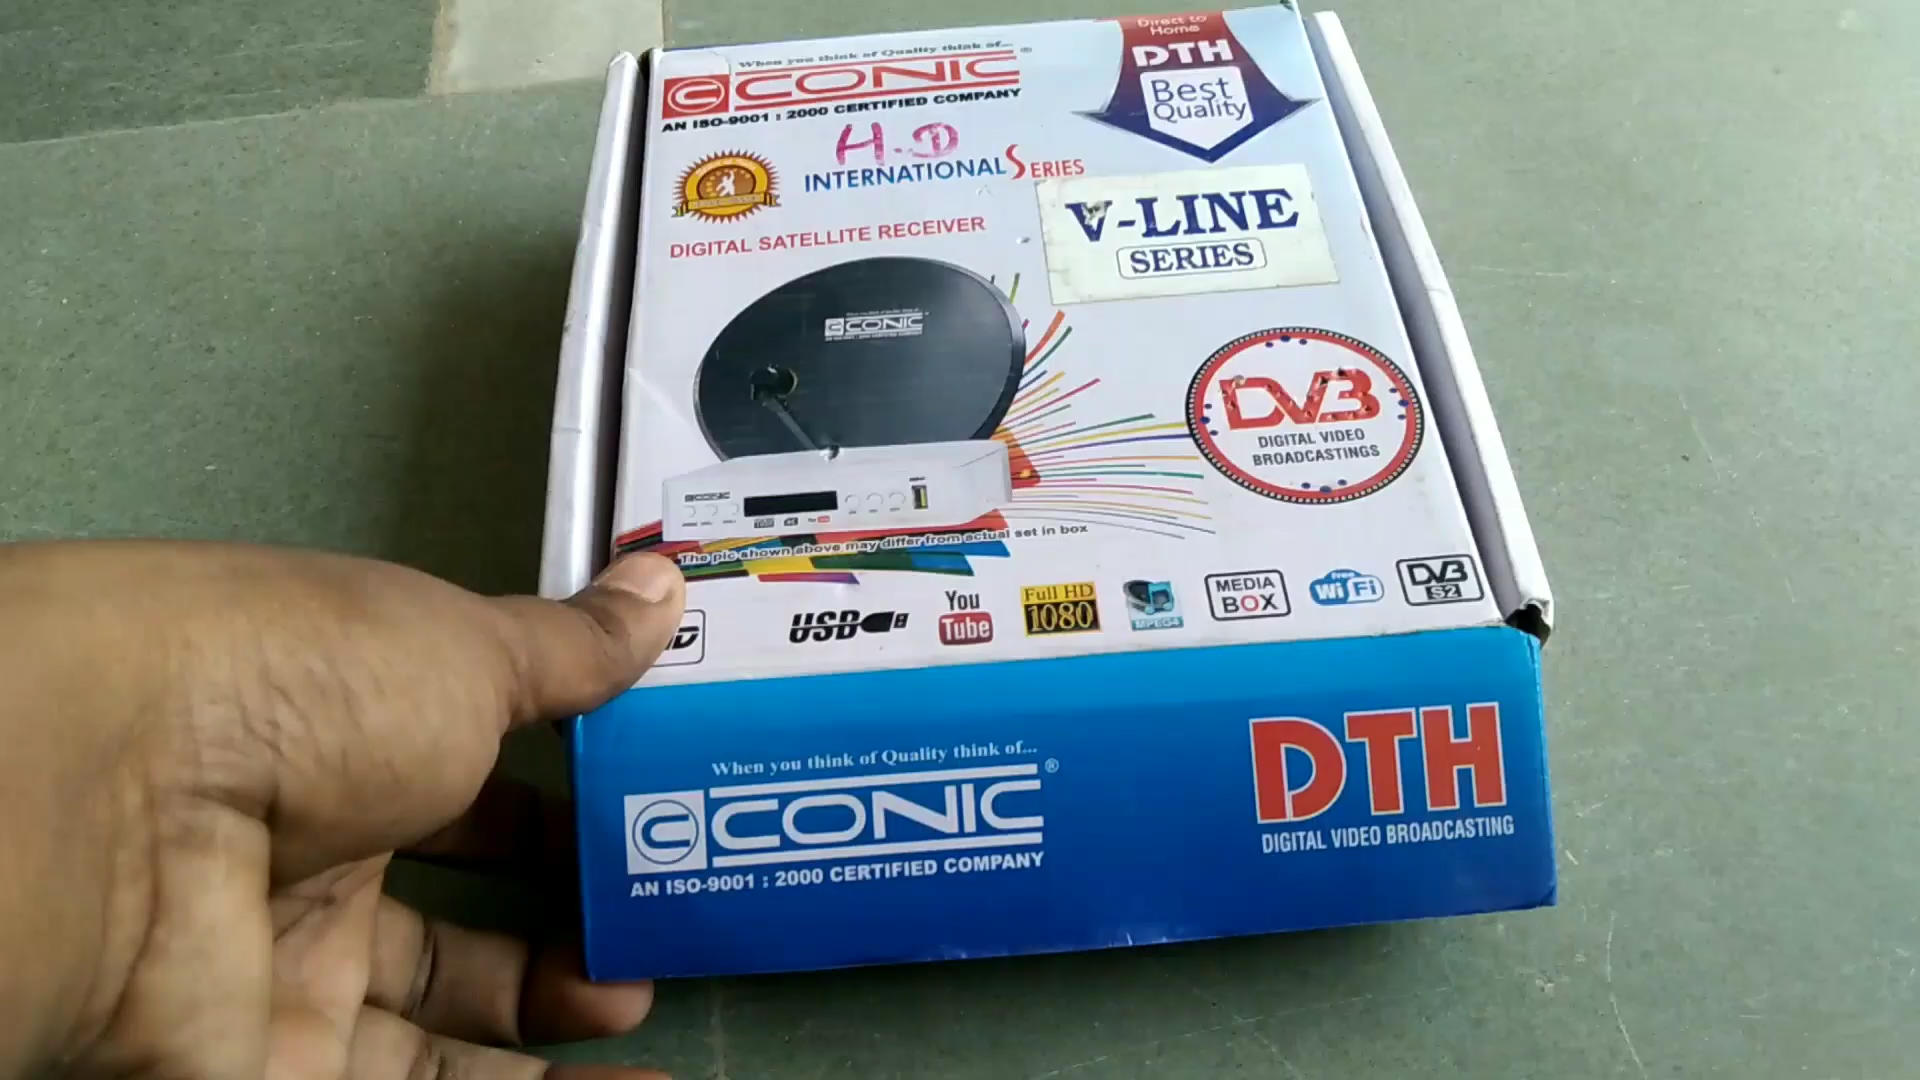 When you think of Quality think of...
CONIC ®
AN ISO-9001 : 2000 CERTIFIED COMPANY
Direct to
Home
DTH
Best
Quality
H.D
INTERNATIONAL SERIES
V-LINE
SERIES
DIGITAL SATELLITE RECEIVER
CONIC
DVB
DIGITAL VIDEO
BROADCASTINGS
CONIC
The pic shown above may differ from actual set in box
USB
You
Tube
Full HD
1080
MPEG4
MEDIA
BOX
free
WiFi
DVB
S2
When you think of Quality think of...
CONIC ®
AN ISO-9001 : 2000 CERTIFIED COMPANY
DTH
DIGITAL VIDEO BROADCASTING